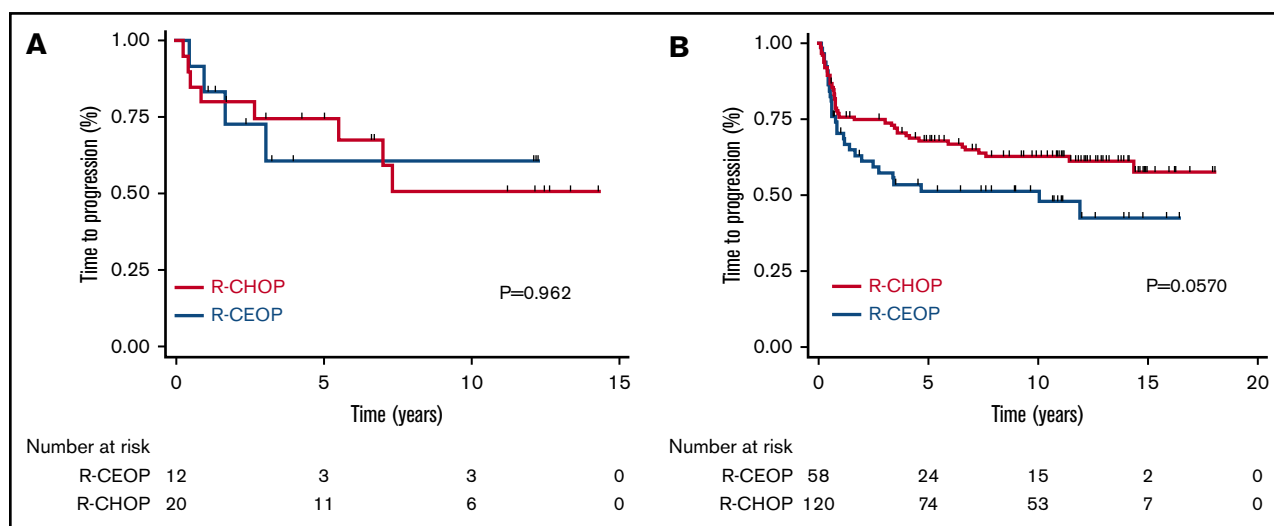 A
1.00
0.75
0.50
0.25
0.00
Time to progression (%)
R-CHOP
R-CEOP
P=0.962
0 5 10 15
Time (years)
Number at risk
R-CEOP 12 3 3 0
R-CHOP 20 11 6 0
B
1.00
0.75
0.50
0.25
0.00
Time to progression (%)
R-CHOP
R-CEOP
P=0.0570
0 5 10 15 20
Time (years)
Number at risk
R-CEOP 58 24 15 2 0
R-CHOP 120 74 53 7 0